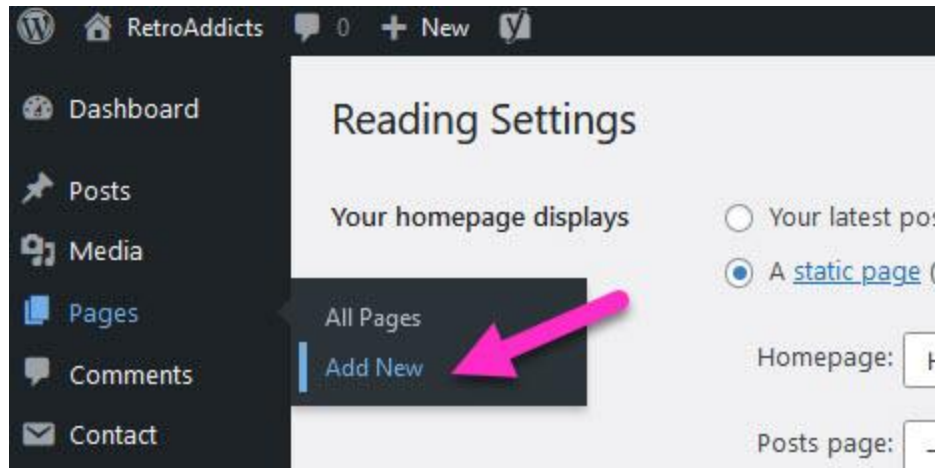 RetroAddicts 0 + New
Dashboard
Reading Settings
Posts
Your homepage displays
Your latest
Media
A static page (
Pages
All Pages
Add New
Homepage:
Comments
Contact
Posts page: